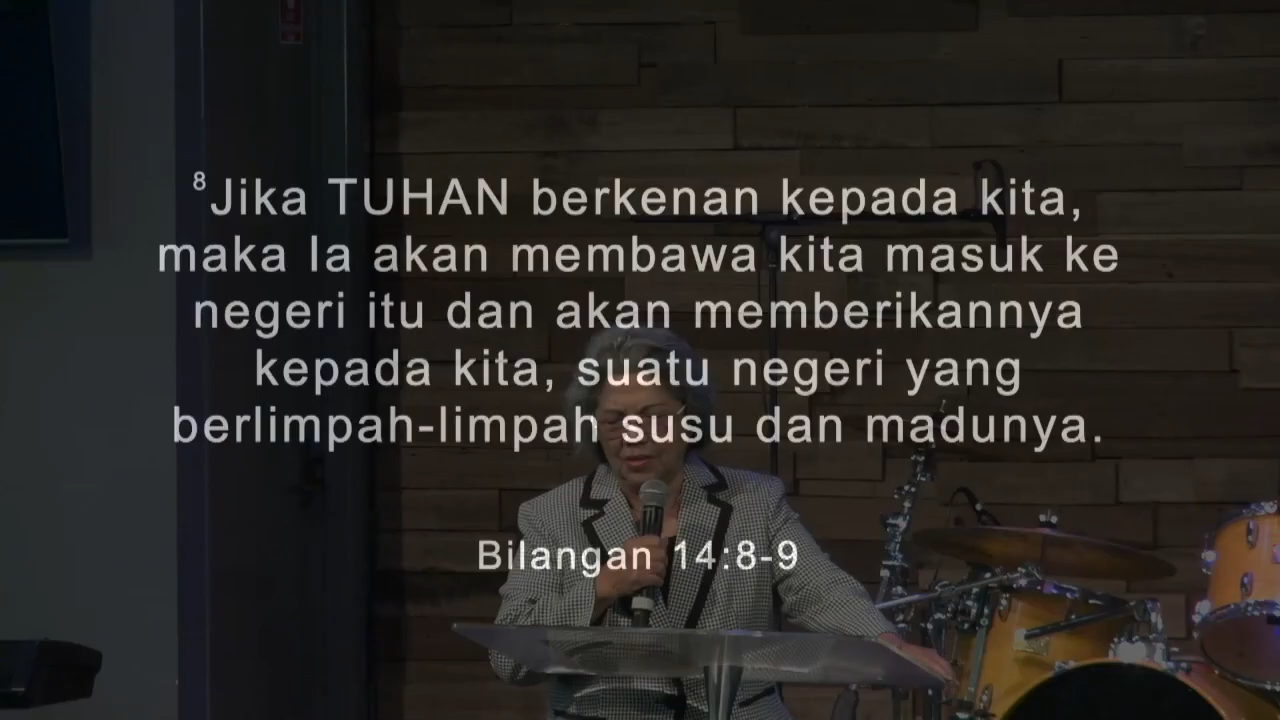 ⁸Jika TUHAN berkenan kepada kita,
maka Ia akan membawa kita masuk ke
negeri itu dan akan memberikannya
kepada kita, suatu negeri yang
berlimpah-limpah susu dan madunya.
Bilangan 14:8-9